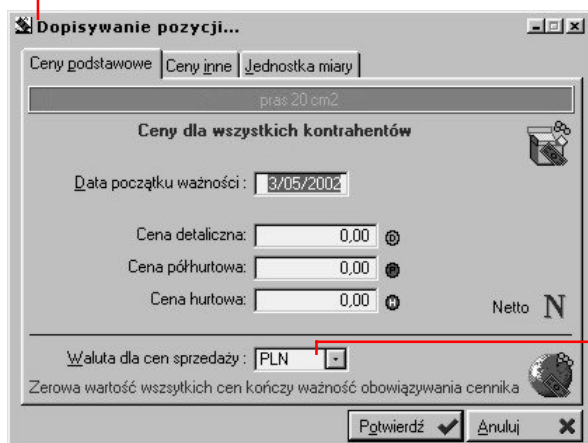 Dopisywanie pozycji...
Ceny podstawowe Ceny inne Jednostka miary
pras 20 cm2
Ceny dla wszystkich kontrahentów
Data początku ważności : 3/05/2002
Cena detaliczna: 0,00 D
Cena półhurtowa: 0,00 P
Cena hurtowa: 0,00 H
Netto N
Waluta dla cen sprzedaży : PLN
Zerowa wartość wszsytkich cen kończy ważność obowiązywania cennika
Potwierdź Anuluj